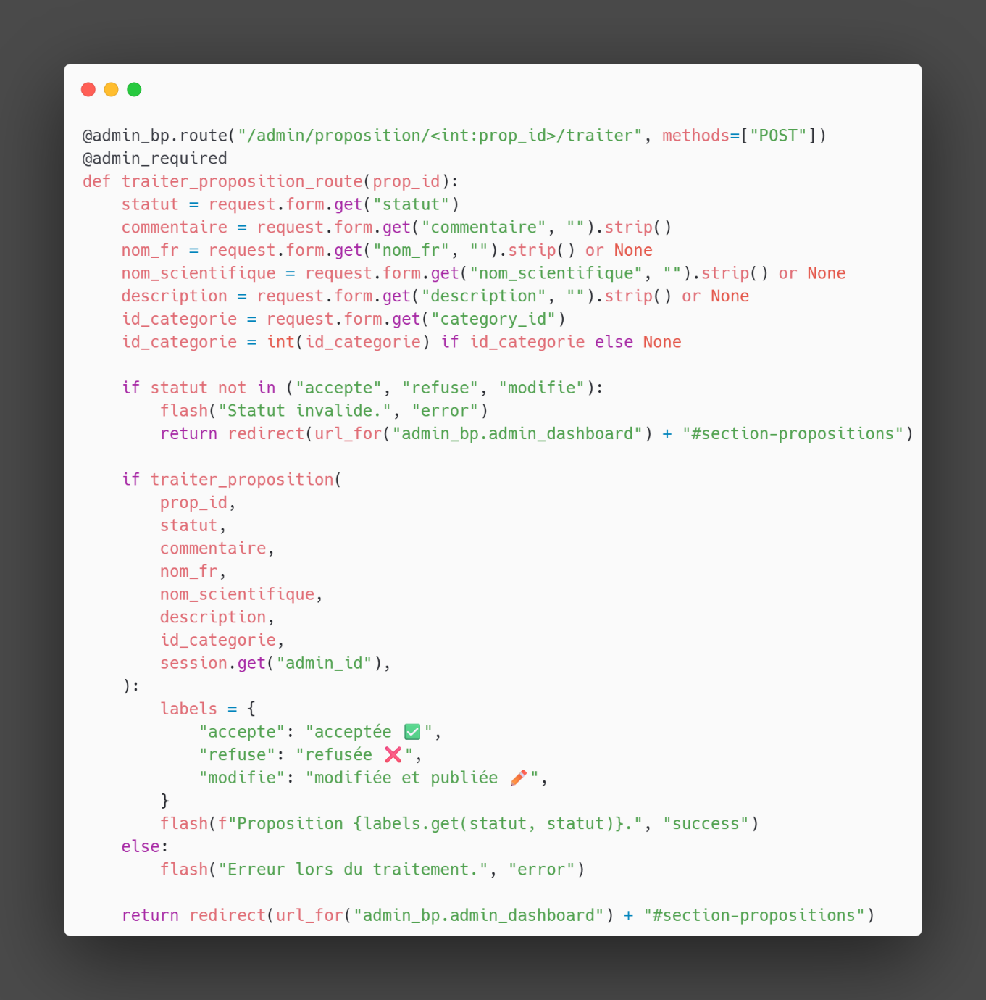 @admin_bp.route("/admin/proposition/<int:prop_id>/traiter", methods=["POST"])
@admin_required
def traiter_proposition_route(prop_id):
    statut = request.form.get("statut")
    commentaire = request.form.get("commentaire", "").strip()
    nom_fr = request.form.get("nom_fr", "").strip() or None
    nom_scientifique = request.form.get("nom_scientifique", "").strip() or None
    description = request.form.get("description", "").strip() or None
    id_categorie = request.form.get("category_id")
    id_categorie = int(id_categorie) if id_categorie else None

    if statut not in ("accepte", "refuse", "modifie"):
        flash("Statut invalide.", "error")
        return redirect(url_for("admin_bp.admin_dashboard") + "#section-propositions")

    if traiter_proposition(
        prop_id,
        statut,
        commentaire,
        nom_fr,
        nom_scientifique,
        description,
        id_categorie,
        session.get("admin_id"),
    ):
        labels = {
            "accepte": "acceptée ✅",
            "refuse": "refusée ❌",
            "modifie": "modifiée et publiée ✏️",
        }
        flash(f"Proposition {labels.get(statut, statut)}.", "success")
    else:
        flash("Erreur lors du traitement.", "error")

    return redirect(url_for("admin_bp.admin_dashboard") + "#section-propositions")